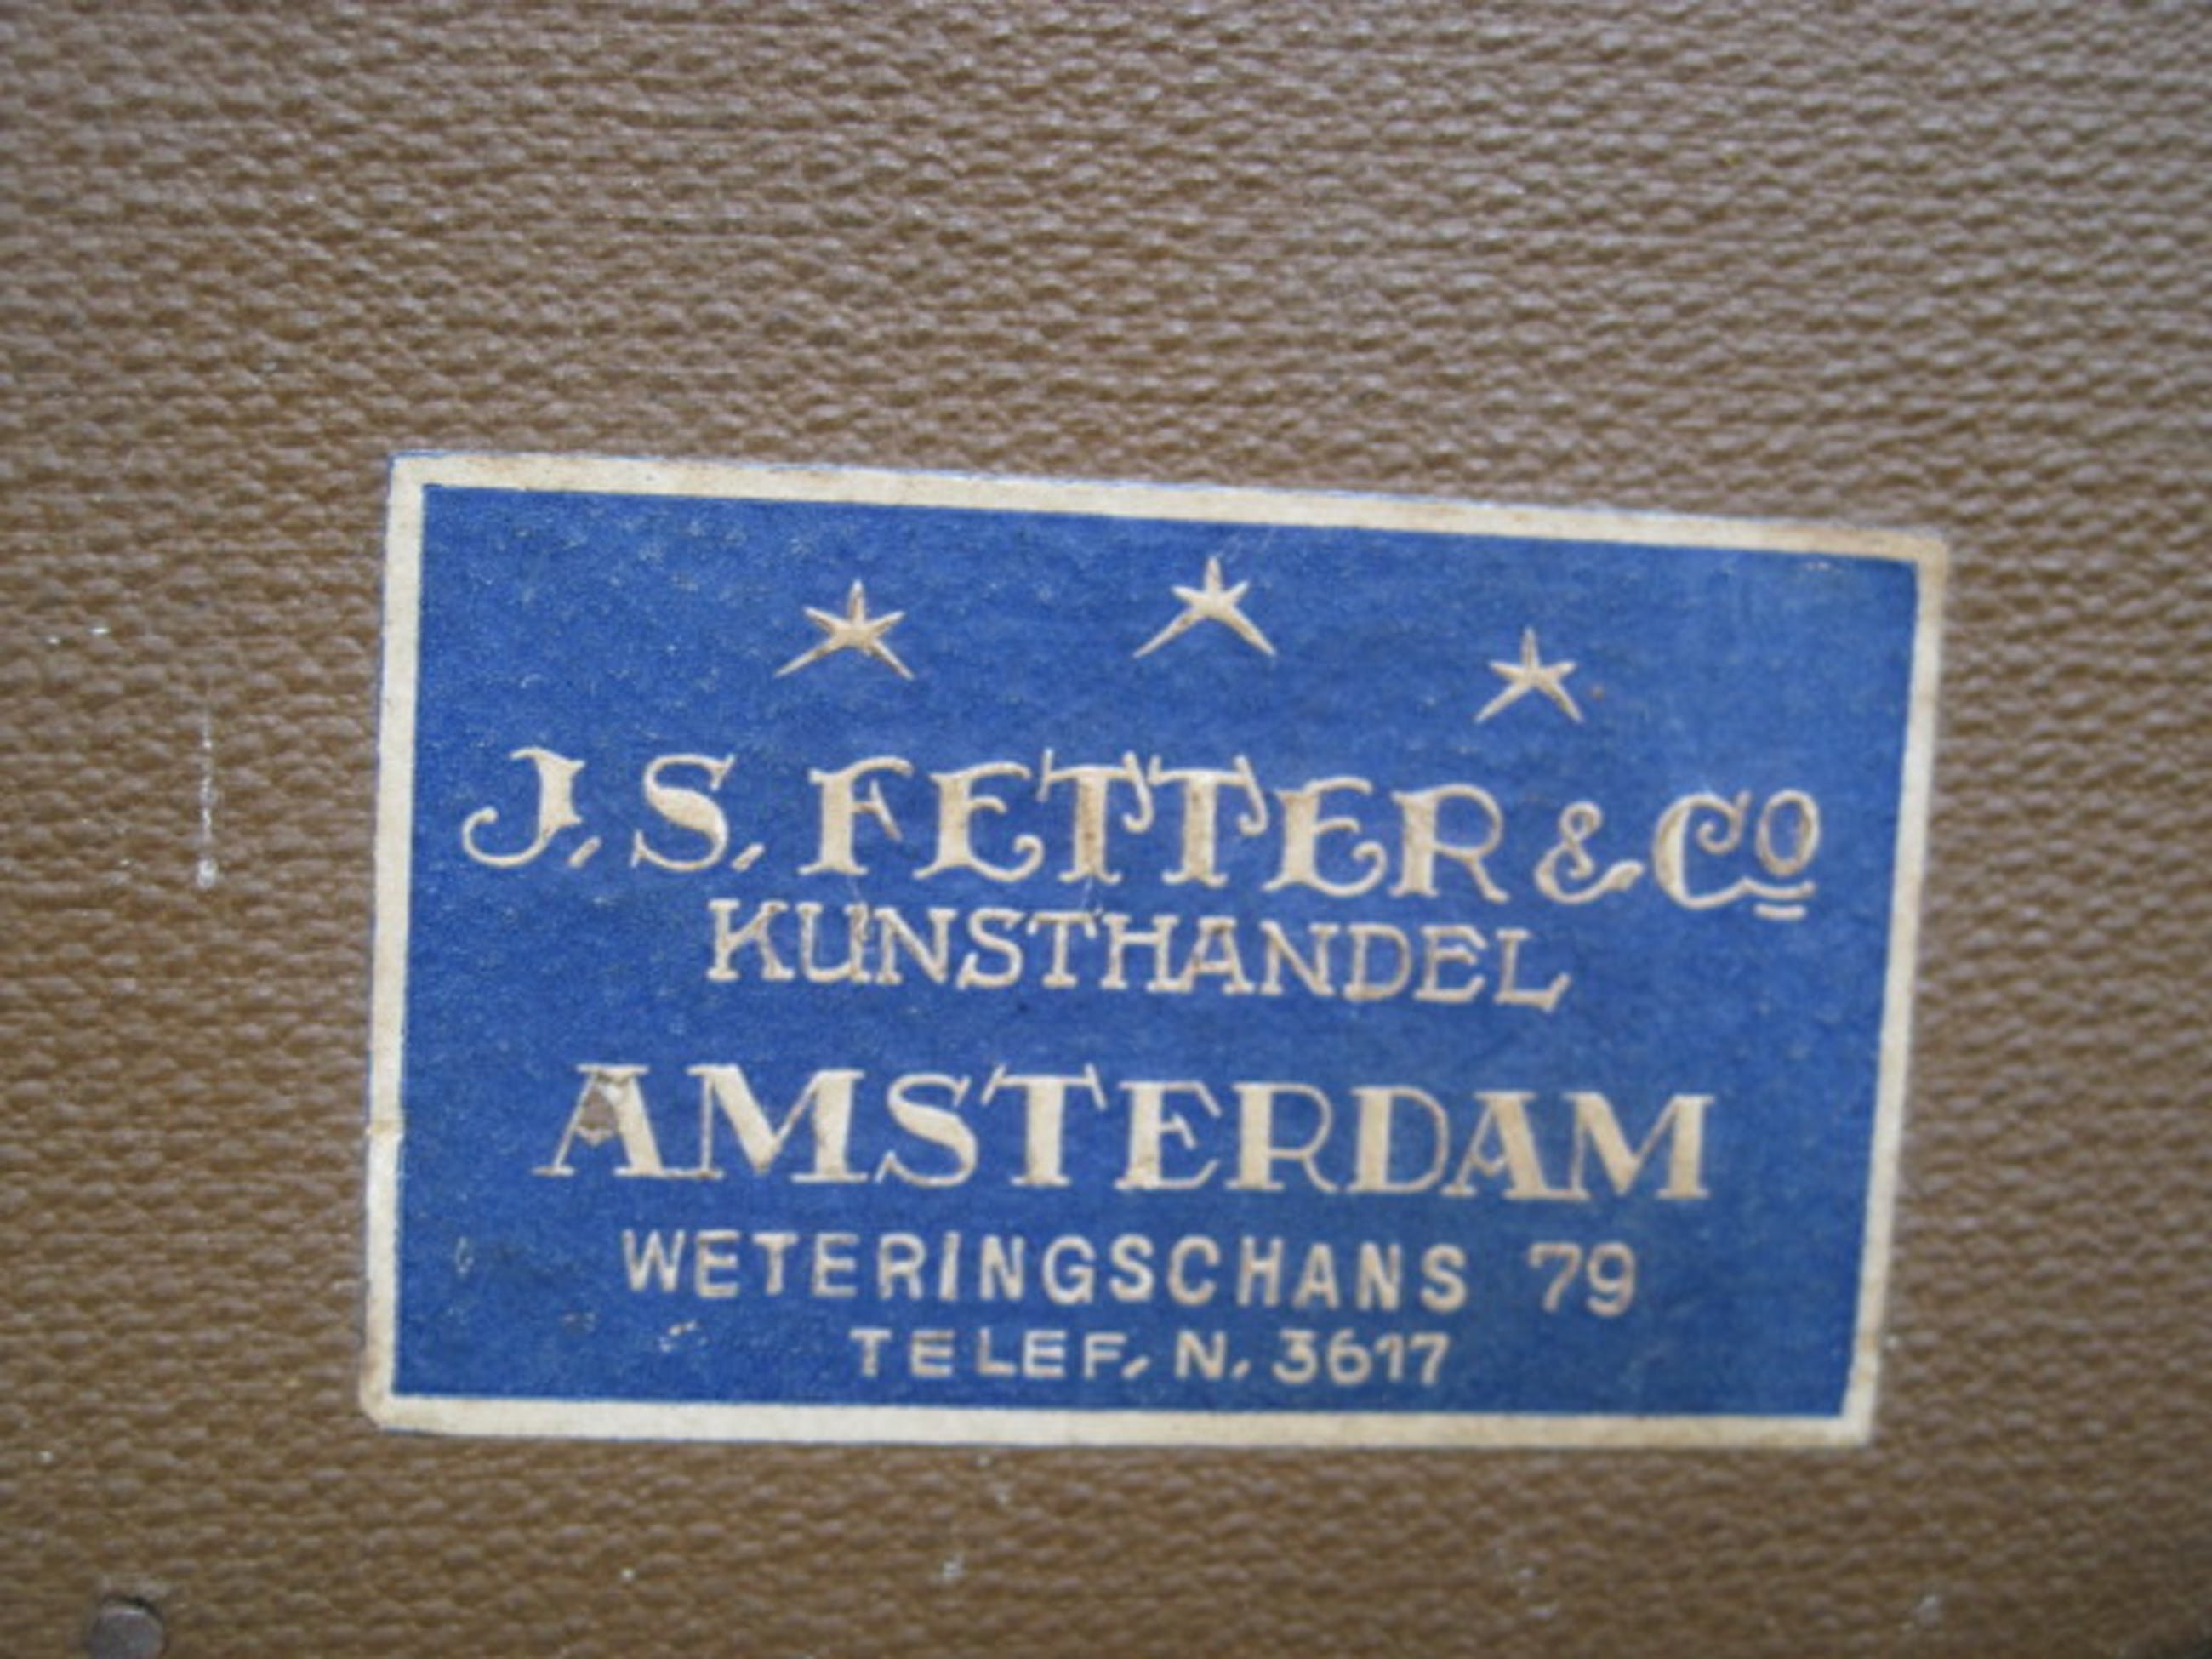 J. S. FETTER & Cº
KUNSTHANDEL
AMSTERDAM
WETERINGSCHANS 79
TELEF. N. 3617